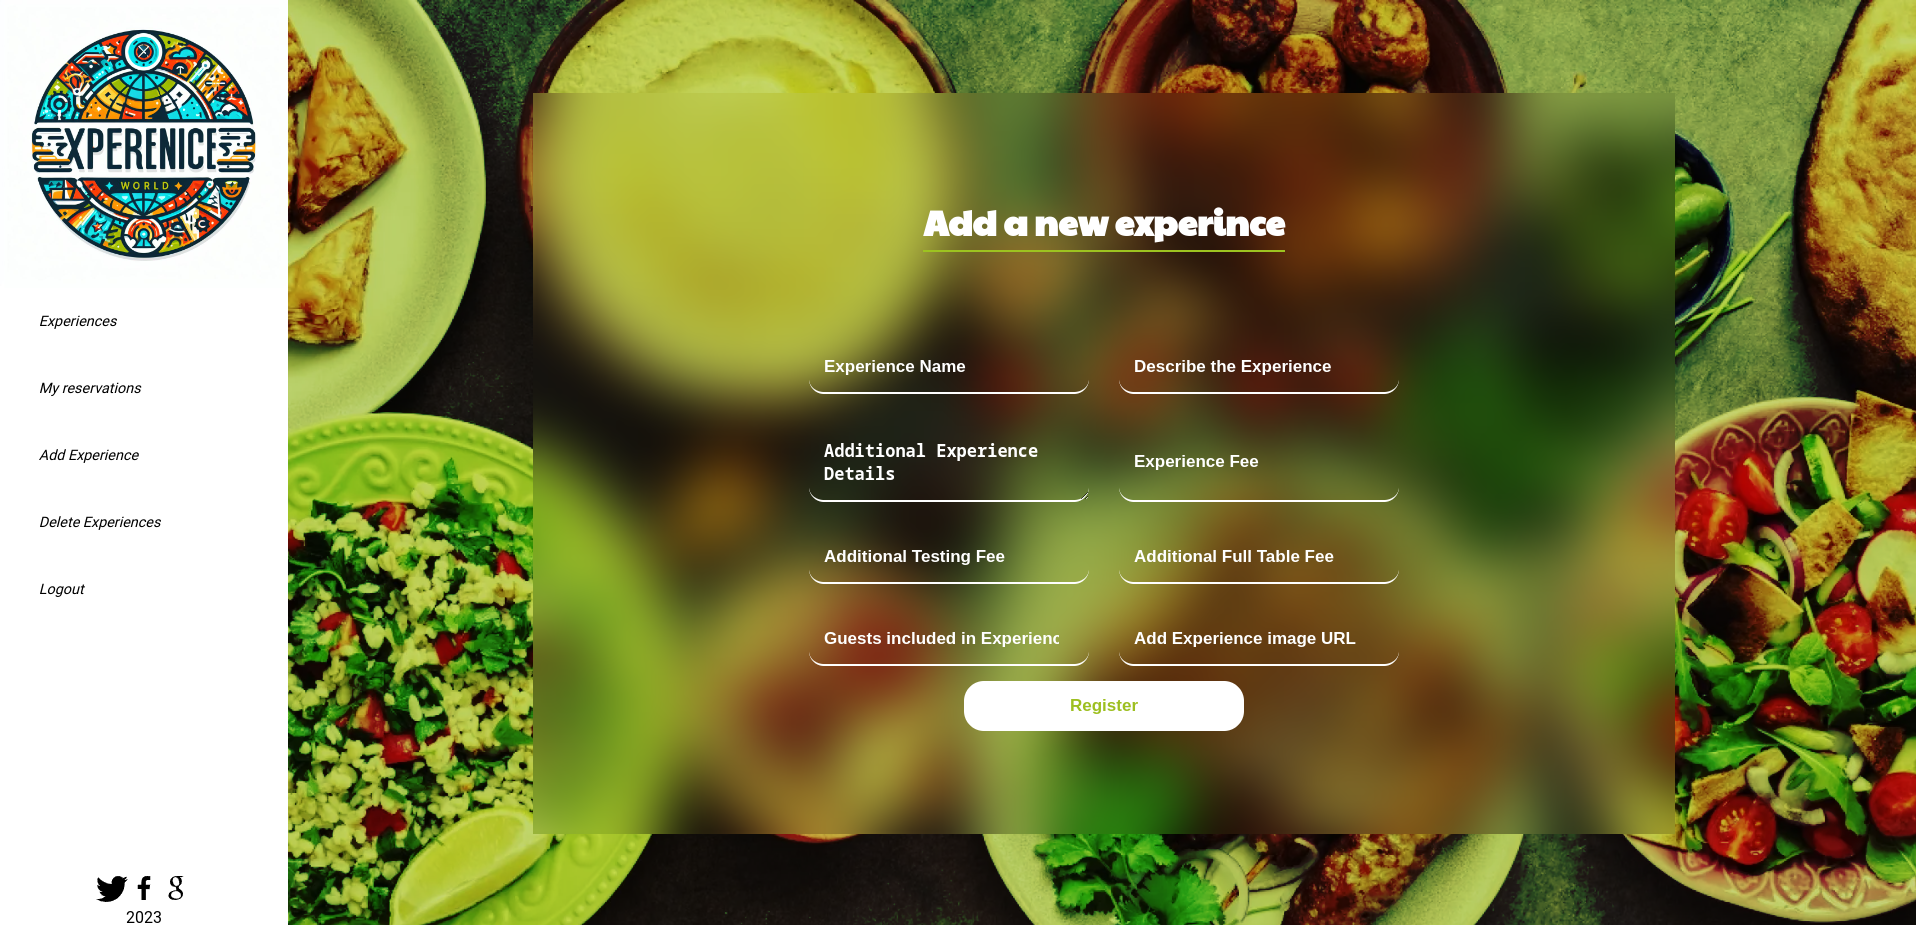 XPERENICE
WORLD
Experiences
My reservations
Add Experience
Delete Experiences
Logout
2023
Add a new experince
Experience Name
Describe the Experience
Additional Experience
Details
Experience Fee
Additional Testing Fee
Additional Full Table Fee
Guests included in Experienc
Add Experience image URL
Register